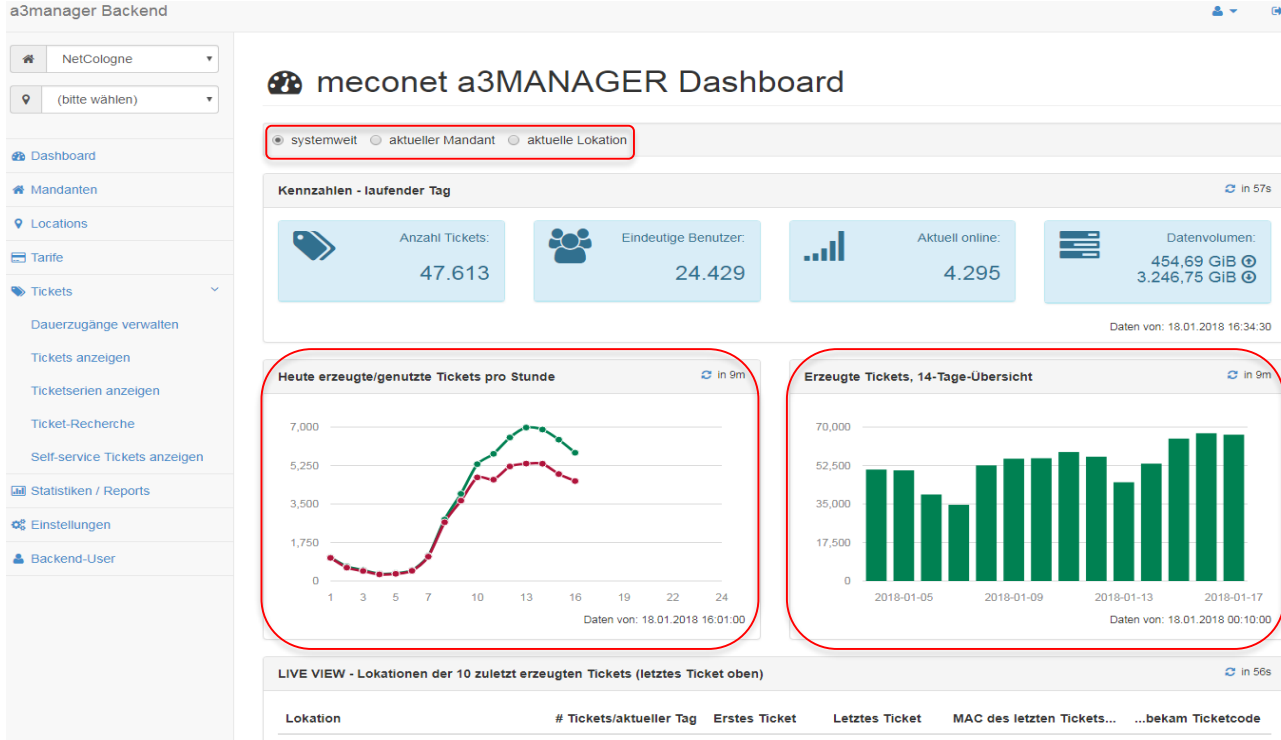 a3manager Backend
NetCologne
(bitte wählen)
Dashboard
Mandanten
Locations
Tarife
Tickets
Dauerzugänge verwalten
Tickets anzeigen
Ticketserien anzeigen
Ticket-Recherche
Self-service Tickets anzeigen
Statistiken / Reports
Einstellungen
Backend-User
meconet a3MANAGER Dashboard
systemweit aktueller Mandant aktuelle Lokation
Kennzahlen - laufender Tag in 57s
Anzahl Tickets:
47.613
Eindeutige Benutzer:
24.429
Aktuell online:
4.295
Datenvolumen:
454,69 GiB
3.246,75 GiB
Daten von: 18.01.2018 16:34:30
Heute erzeugte/genutzte Tickets pro Stunde in 9m
7,000
5,250
3,500
1,750
0
1 3 5 7 10 13 16 19 22 24
Daten von: 18.01.2018 16:01:00
Erzeugte Tickets, 14-Tage-Übersicht in 9m
70,000
52,500
35,000
17,500
0
2018-01-05 2018-01-09 2018-01-13 2018-01-17
Daten von: 18.01.2018 00:10:00
LIVE VIEW - Lokationen der 10 zuletzt erzeugten Tickets (letztes Ticket oben) in 56s
Lokation # Tickets/aktueller Tag Erstes Ticket Letztes Ticket MAC des letzten Tickets... ...bekam Ticketcode